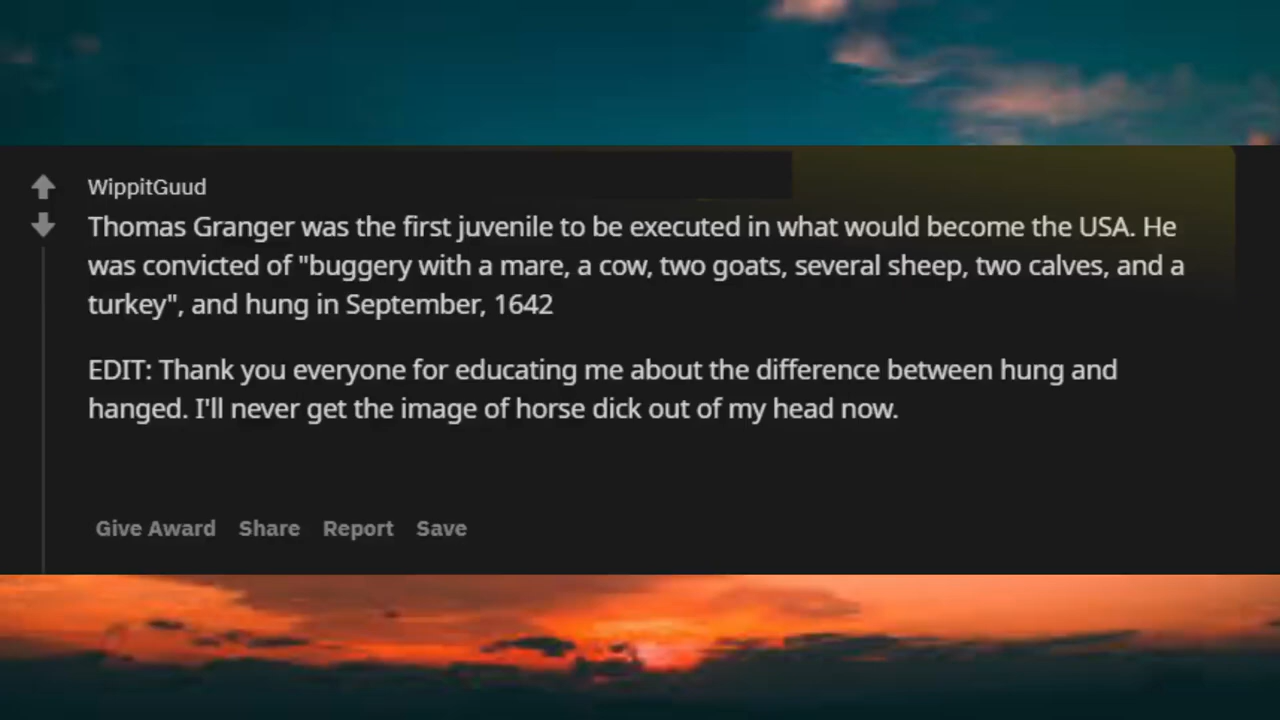 WippitGuud
Thomas Granger was the first juvenile to be executed in what would become the USA. He
was convicted of "buggery with a mare, a cow, two goats, several sheep, two calves, and a
turkey", and hung in September, 1642
EDIT: Thank you everyone for educating me about the difference between hung and
hanged. I'll never get the image of horse dick out of my head now.
Give Award Share Report Save